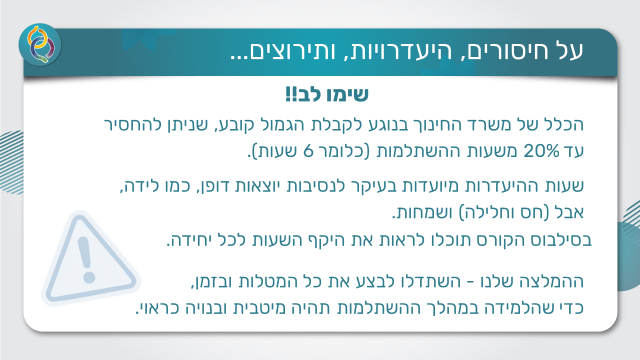 על חיסורים, היעדרויות, ותירוצים...
שימו לב!!
הכלל של משרד החינוך בנוגע לקבלת הגמול קובע, שניתן להחסיר
עד 20% משעות ההשתלמות (כלומר 6 שעות).
שעות ההיעדרות מיועדות בעיקר לנסיבות יוצאות דופן, כמו לידה,
אבל (חס וחלילה) ושמחות.
בסילבוס הקורס תוכלו לראות את היקף השעות לכל יחידה.
ההמלצה שלנו - השתדלו לבצע את כל המטלות ובזמן,
כדי שהלמידה במהלך ההשתלמות תהיה מיטבית ובנויה כראוי.